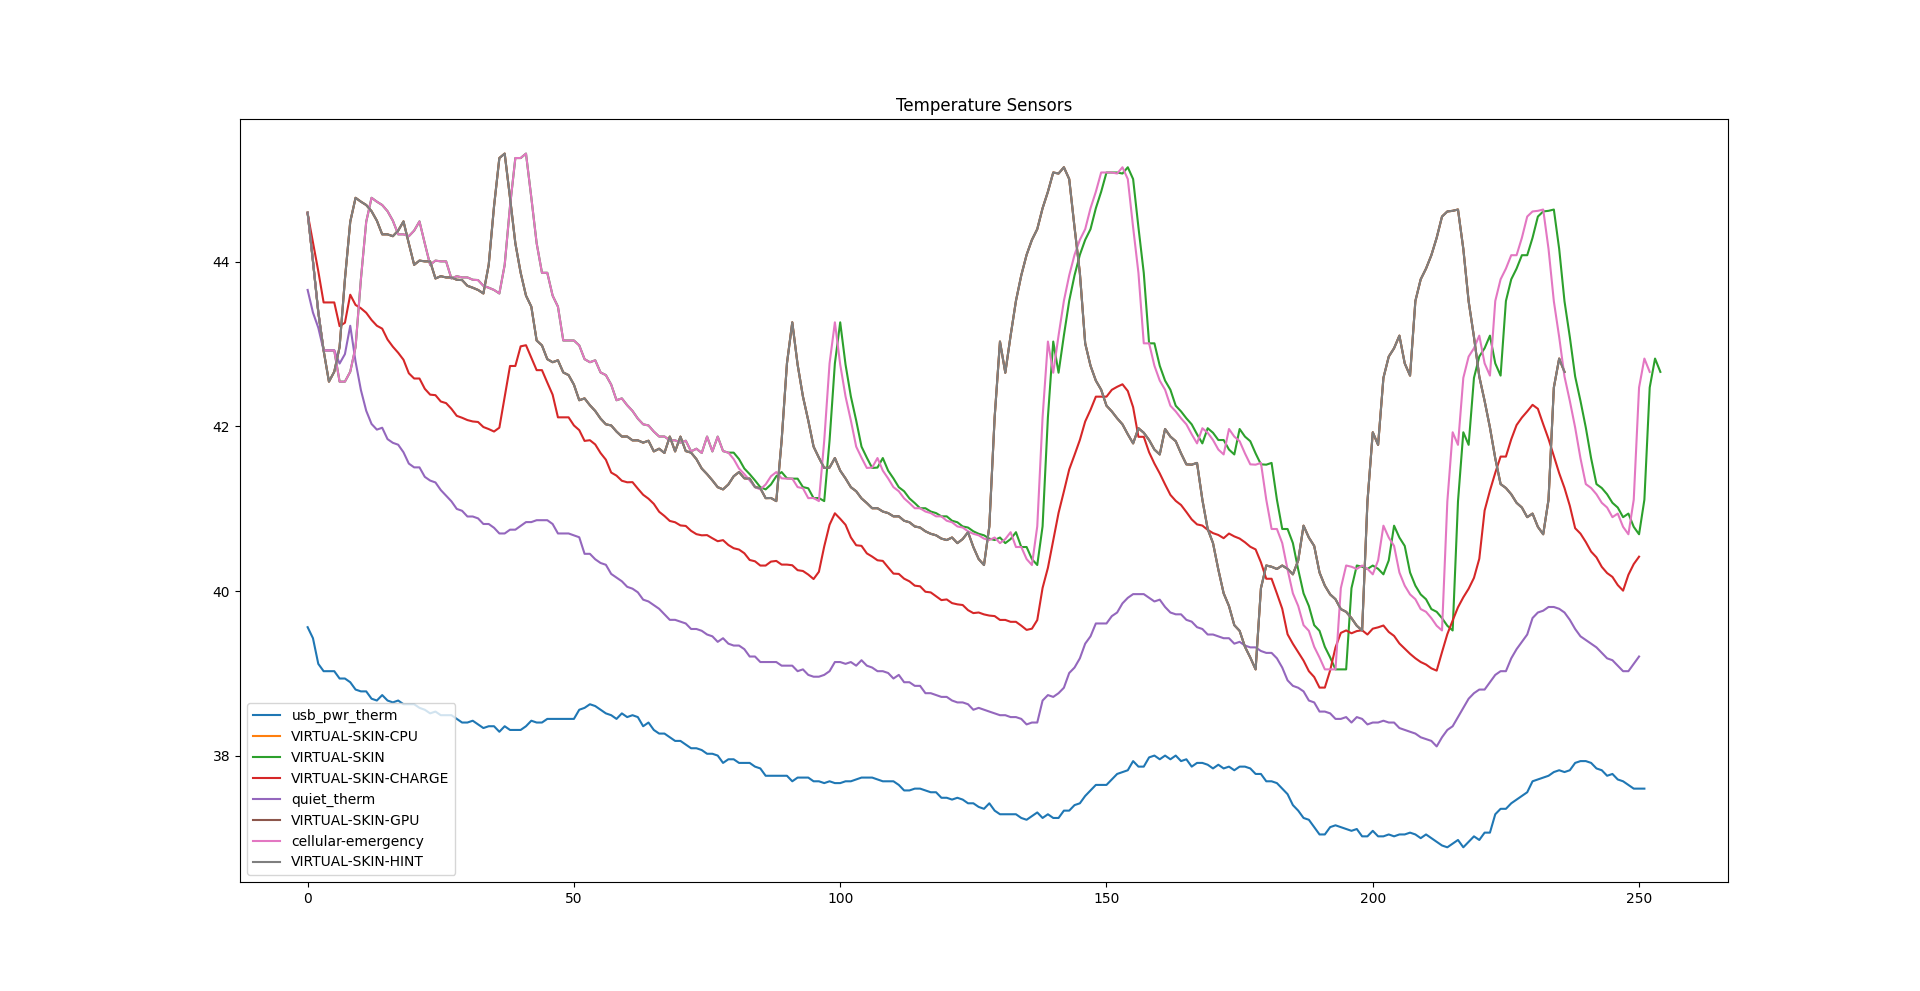 Temperature Sensors
44
42
40
38
usb_pwr_therm
VIRTUAL-SKIN-CPU
VIRTUAL-SKIN
VIRTUAL-SKIN-CHARGE
quiet_therm
VIRTUAL-SKIN-GPU
cellular-emergency
VIRTUAL-SKIN-HINT
0 50 100 150 200 250